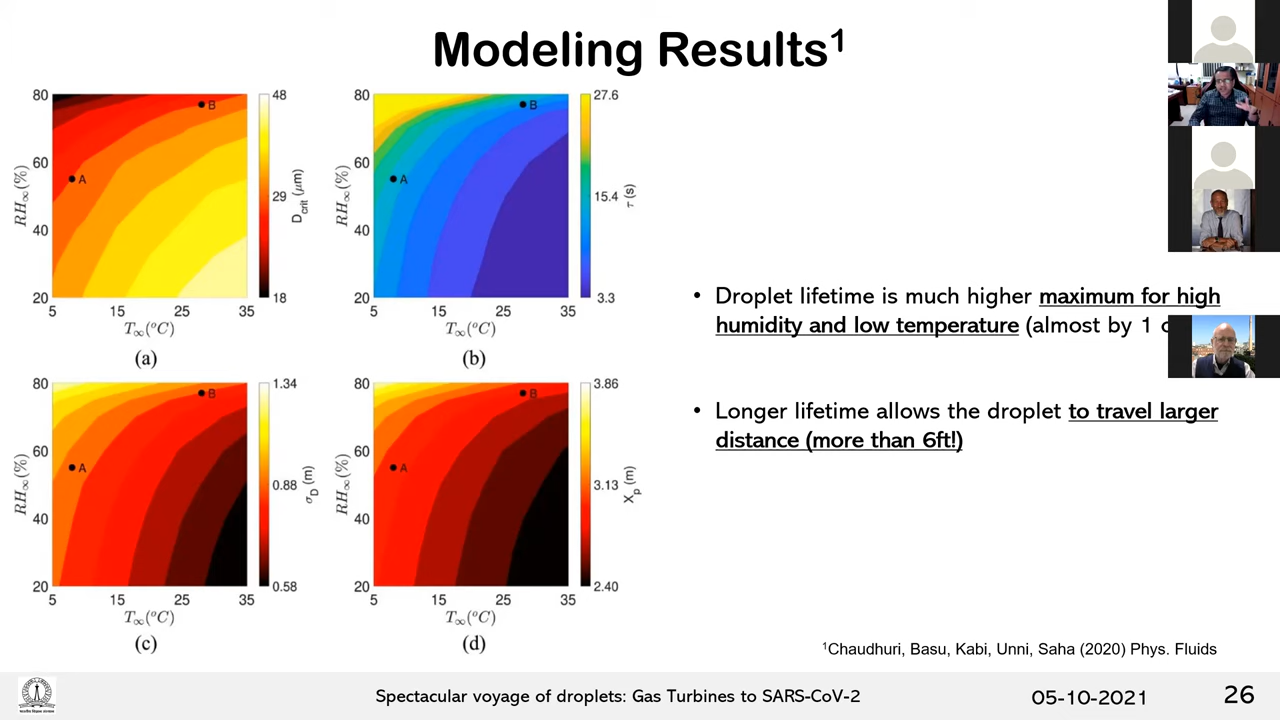 Modeling Results¹
80
60
40
20
5 15 25 35
RH∞(%)
T∞(°C)
A
B
48
29
18
Dcrit (μm)
(a)
80
60
40
20
5 15 25 35
RH∞(%)
T∞(°C)
A
B
27.6
15.4
3.3
τ (s)
(b)
• Droplet lifetime is much higher maximum for high
humidity and low temperature (almost by 1
80
60
40
20
5 15 25 35
RH∞(%)
T∞(°C)
A
B
1.34
0.88
0.58
σD (m)
(c)
80
60
40
20
5 15 25 35
RH∞(%)
T∞(°C)
A
B
3.86
3.13
2.40
Xp (m)
(d)
• Longer lifetime allows the droplet to travel larger
distance (more than 6ft!)
¹Chaudhuri, Basu, Kabi, Unni, Saha (2020) Phys. Fluids
Spectacular voyage of droplets: Gas Turbines to SARS-CoV-2
05-10-2021
26